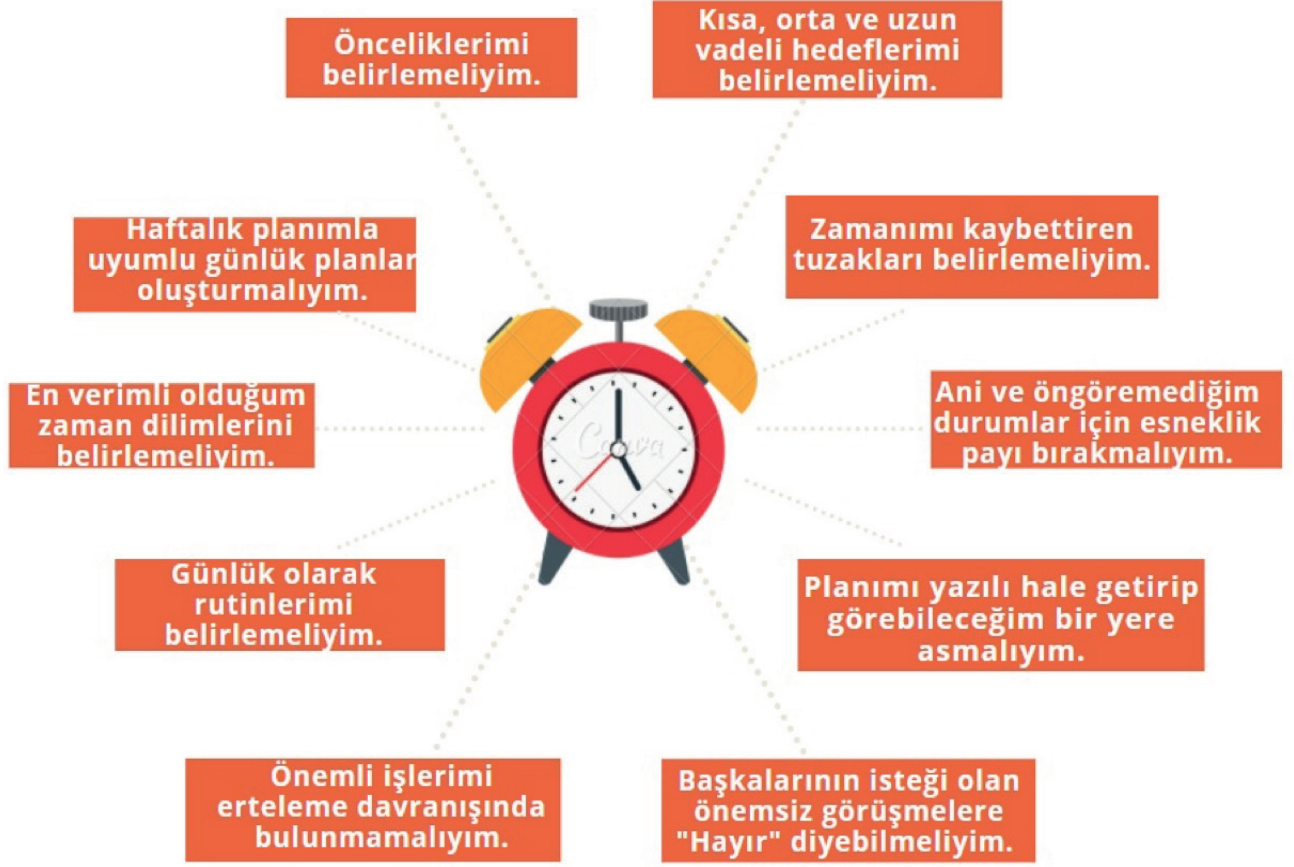 Önceliklerimi
belirlemeliyim.
Kısa, orta ve uzun
vadeli hedeflerimi
belirlemeliyim.
Haftalık planımla
uyumlu günlük planlar
oluşturmalıyım.
Zamanımı kaybettiren
tuzakları belirlemeliyim.
En verimli olduğum
zaman dilimlerini
belirlemeliyim.
Ani ve öngöremediğim
durumlar için esneklik
payı bırakmalıyım.
Canva
Günlük olarak
rutinlerimi
belirlemeliyim.
Planımı yazılı hale getirip
görebileceğim bir yere
asmalıyım.
Önemli işlerimi
erteleme davranışında
bulunmamalıyım.
Başkalarının isteği olan
önemsiz görüşmelere
"Hayır" diyebilmeliyim.